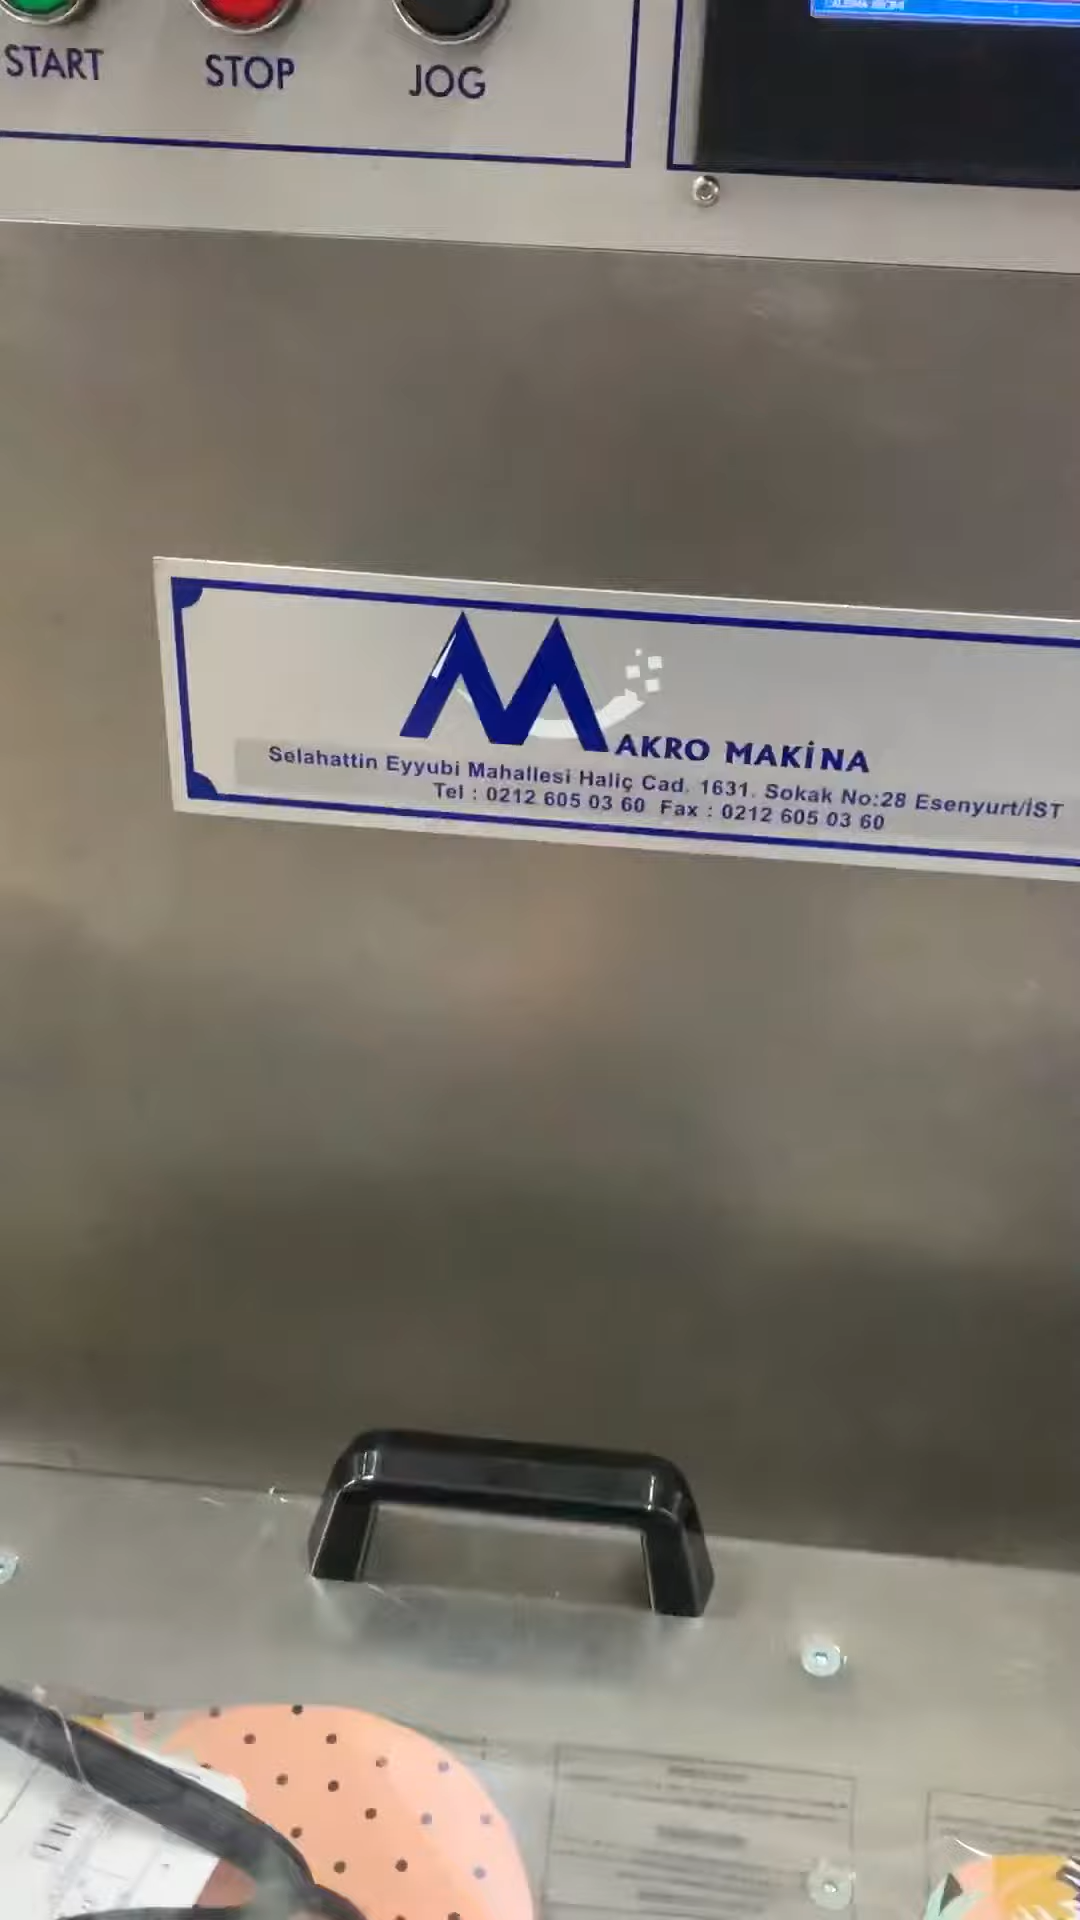 START STOP JOG
MAKRO MAKİNA
Selahattin Eyyubi Mahallesi Haliç Cad. 1631. Sokak No:28 Esenyurt/İST
Tel : 0212 605 03 60 Fax : 0212 605 03 60